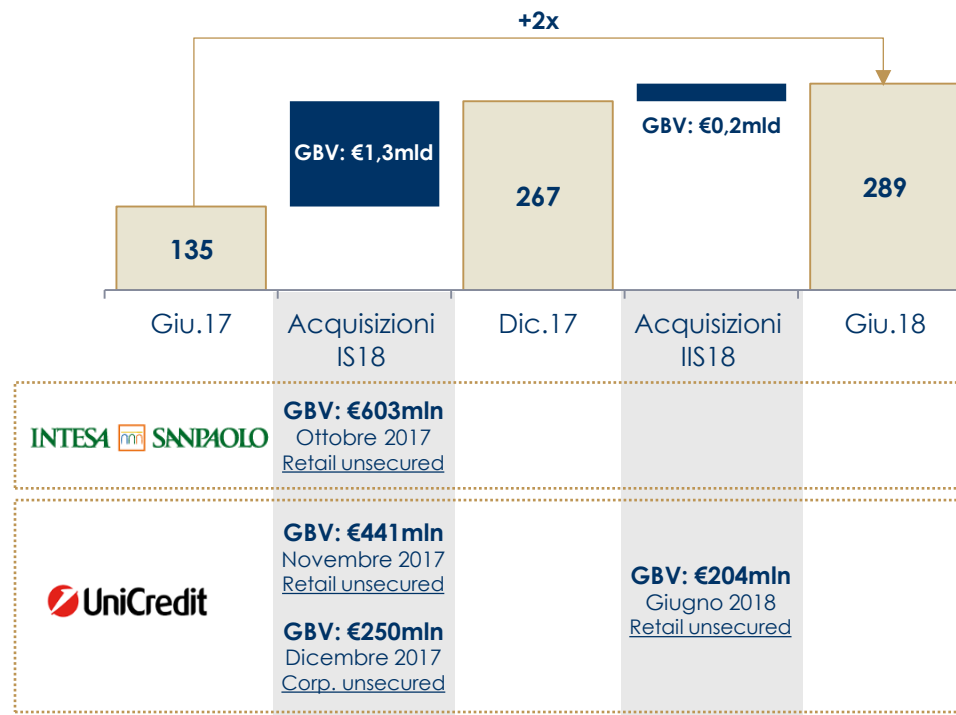 +2x
GBV: €1,3mld
GBV: €0,2mld
135
267
289
Giu.17
Acquisizioni
IS18
Dic.17
Acquisizioni
IIS18
Giu.18
INTESA SANPAOLO
GBV: €603mln
Ottobre 2017
Retail unsecured
UniCredit
GBV: €441mln
Novembre 2017
Retail unsecured
GBV: €250mln
Dicembre 2017
Corp. unsecured
GBV: €204mln
Giugno 2018
Retail unsecured